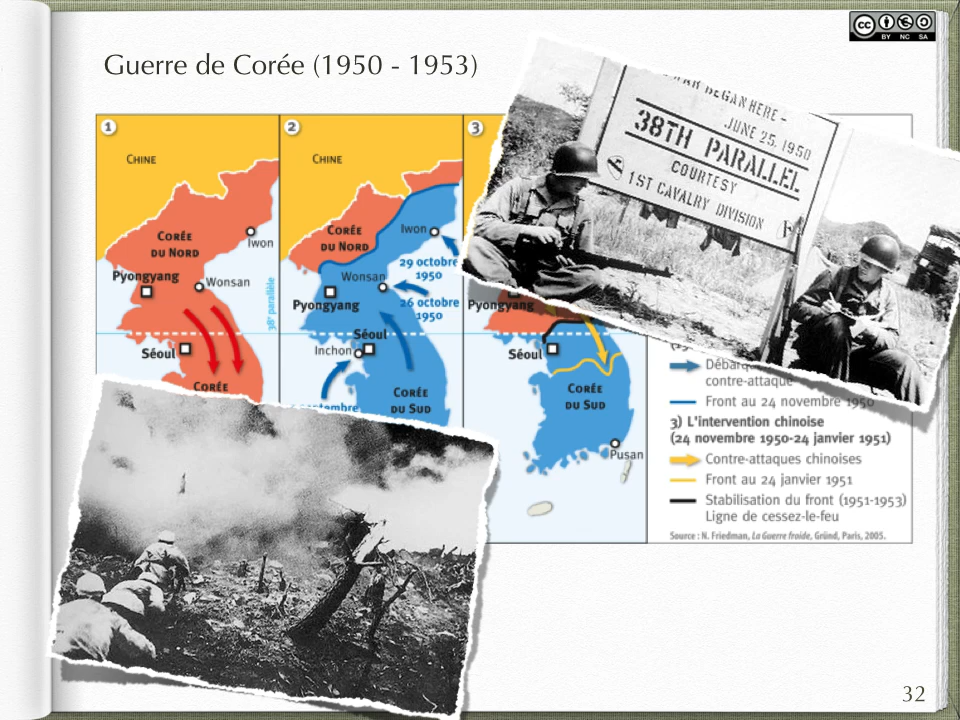 BY NC SA
Guerre de Corée (1950 - 1953)
1
CHINE
CORÉE
DU NORD
Iwon
Pyongyang
Wonsan
38e parallèle
Séoul
CORÉE
2
CHINE
CORÉE
DU NORD
Iwon
29 octobre
1950
Wonsan
Pyongyang
26 octobre
1950
Séoul
Inchon
CORÉE
DU SUD
3
Pyongyang
Séoul
CORÉE
DU SUD
Pusan
BEGAN HERE -
JUNE 25, 1950
38TH PARALLEL
COURTESY
1ST CAVALRY DIVISION
contre-attaque
Front au 24 novembre 1950
3) L'intervention chinoise
(24 novembre 1950-24 janvier 1951)
Contre-attaques chinoises
Front au 24 janvier 1951
Stabilisation du front (1951-1953)
Ligne de cessez-le-feu
Source : N. Friedman, La Guerre froide, Gründ, Paris, 2005.
32